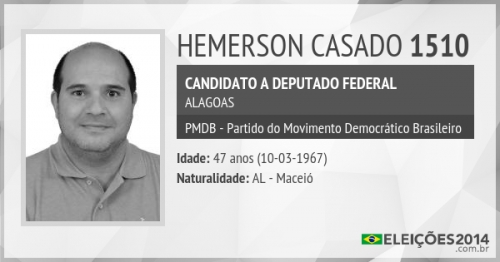 HEMERSON CASADO 1510
CANDIDATO A DEPUTADO FEDERAL
ALAGOAS
PMDB - Partido do Movimento Democrático Brasileiro
Idade: 47 anos (10-03-1967)
Naturalidade: AL - Maceió
ELEIÇÕES2014
.com.br